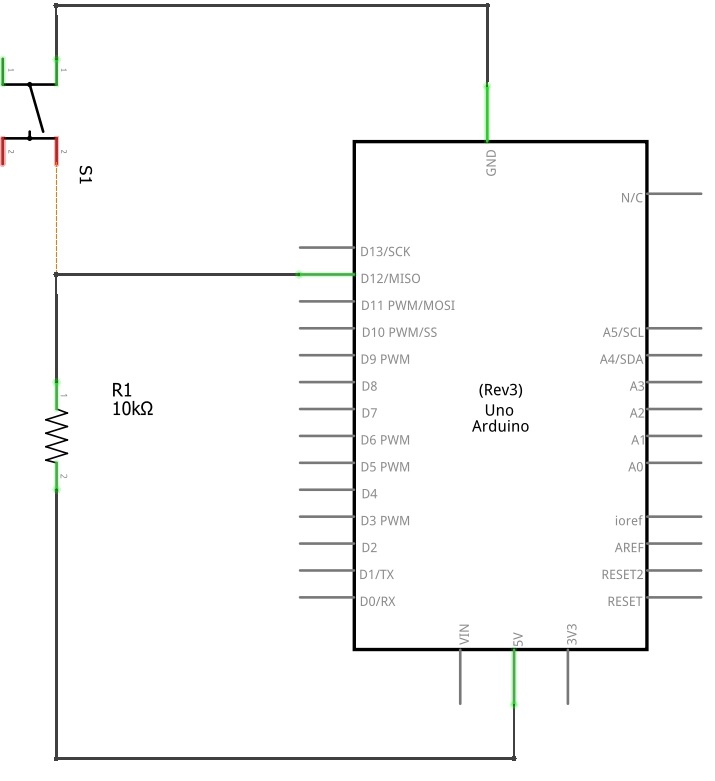 1
1
2
2
S1
GND
N/C
D13/SCK
D12/MISO
D11 PWM/MOSI
D10 PWM/SS
A5/SCL
D9 PWM
A4/SDA
D8
A3
D7
A2
D6 PWM
A1
D5 PWM
A0
D4
D3 PWM
ioref
D2
AREF
D1/TX
RESET2
D0/RX
RESET
(Rev3)
Uno
Arduino
1
R1
10kΩ
2
VIN
5V
3V3